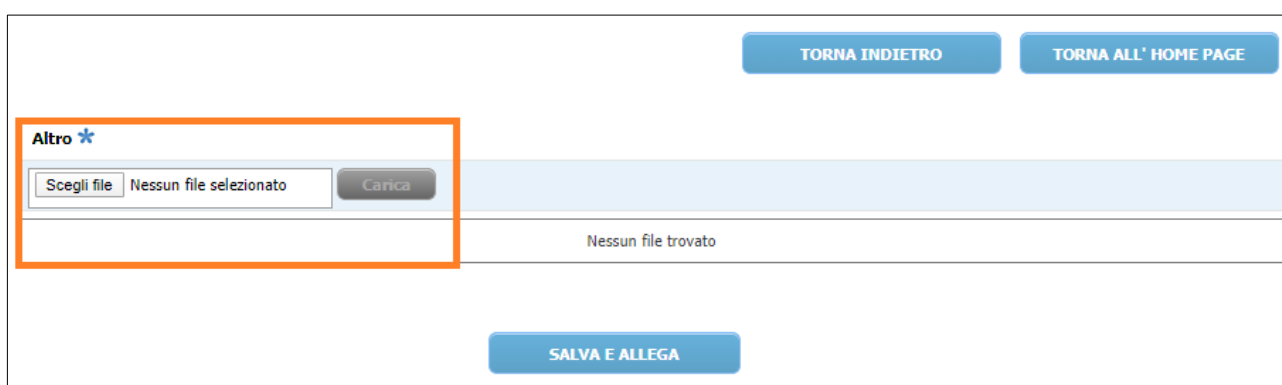 TORNA INDIETRO TORNA ALL' HOME PAGE
Altro *
Scegli file Nessun file selezionato Carica
Nessun file trovato
SALVA E ALLEGA